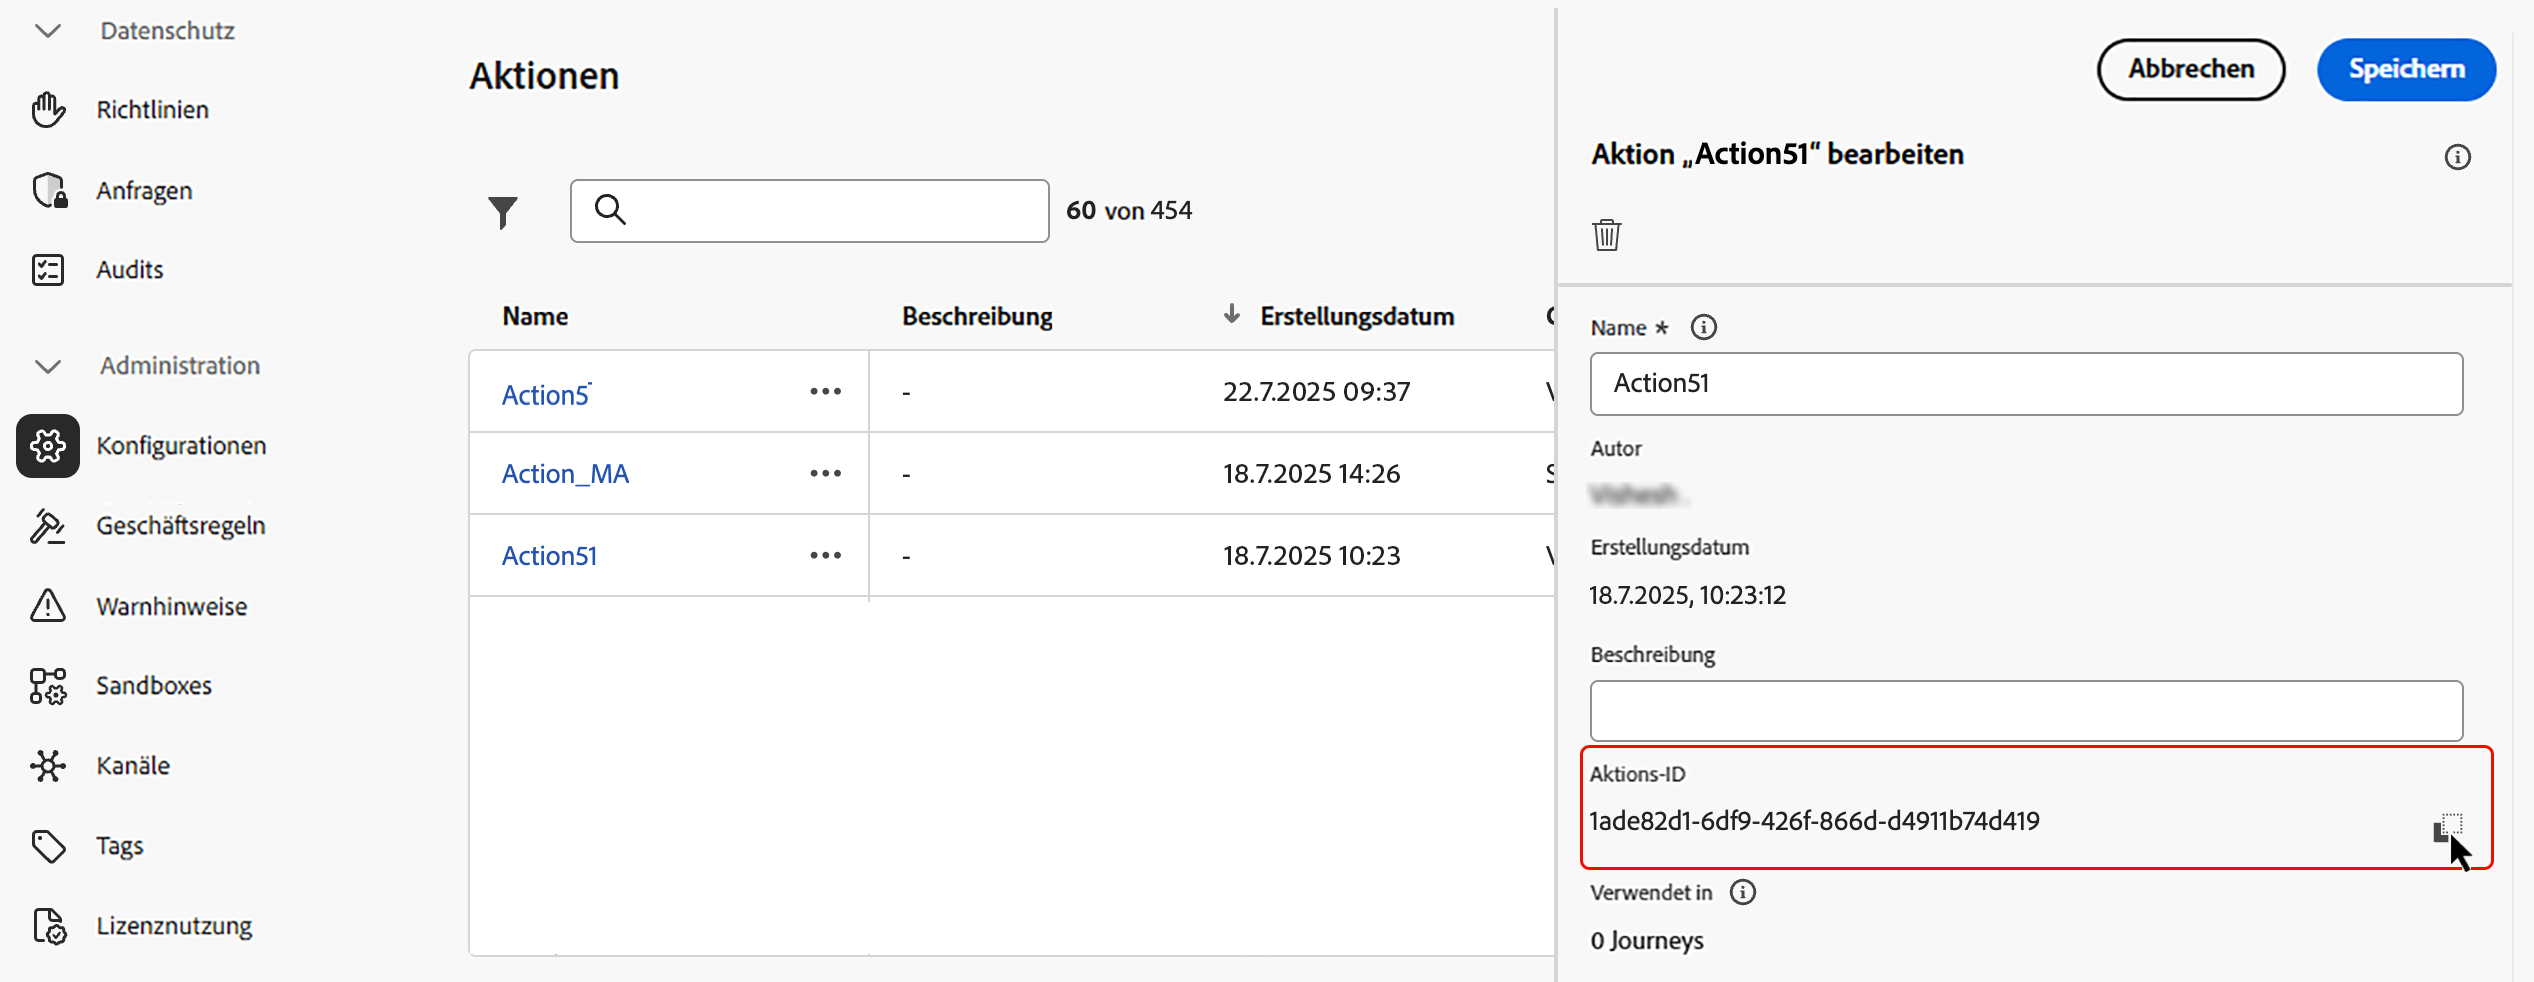 Datenschutz
Richtlinien
Anfragen
Audits
Administration
Konfigurationen
Geschäftsregeln
Warnhinweise
Sandboxes
Kanäle
Tags
Lizenznutzung
Aktionen
60 von 454
Name Beschreibung Erstellungsdatum
Action5 - 22.7.2025 09:37
Action_MA - 18.7.2025 14:26
Action51 - 18.7.2025 10:23
Abbrechen Speichern
Aktion „Action51“ bearbeiten
Name *
Action51
Autor
Erstellungsdatum
18.7.2025, 10:23:12
Beschreibung
Aktions-ID
1ade82d1-6df9-426f-866d-d4911b74d419
Verwendet in
0 Journeys